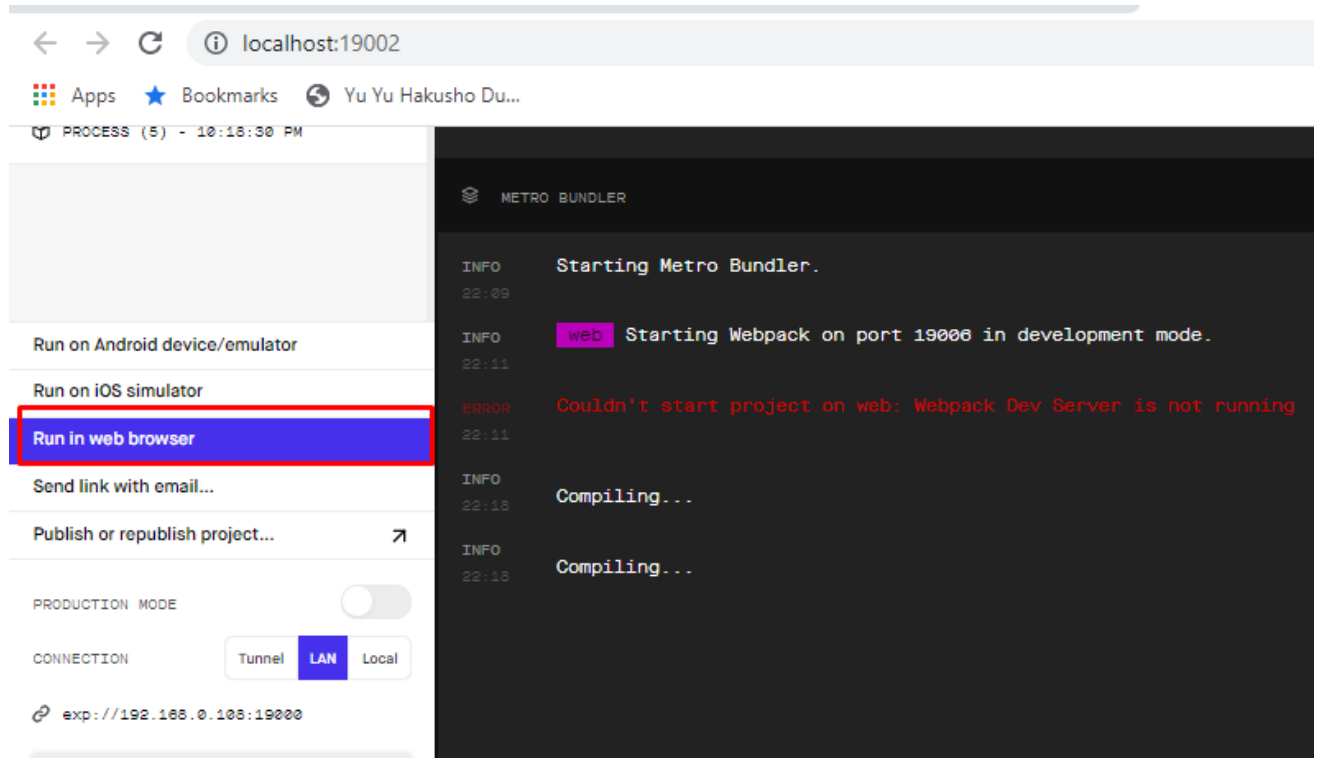 localhost:19002
Apps Bookmarks Yu Yu Hakusho Du...
PROCESS (5) - 10:18:30 PM
METRO BUNDLER
INFO Starting Metro Bundler.
22:09
INFO web Starting Webpack on port 19006 in development mode.
22:11
ERROR Couldn't start project on web: Webpack Dev Server is not running
22:11
INFO Compiling...
22:18
INFO Compiling...
22:18
Run on Android device/emulator
Run on iOS simulator
Run in web browser
Send link with email...
Publish or republish project...
PRODUCTION MODE
CONNECTION Tunnel LAN Local
exp://192.168.0.108:19000